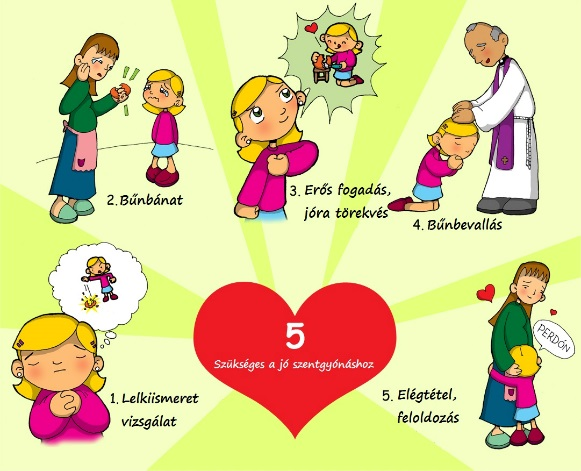 5
Szükséges a jó szentgyónáshoz
1. Lelkiismeret
vizsgálat
2. Bűnbánat
3. Erős fogadás,
jóra törekvés
4. Bűnbevallás
5. Elégtétel,
feloldozás
PERDÓN